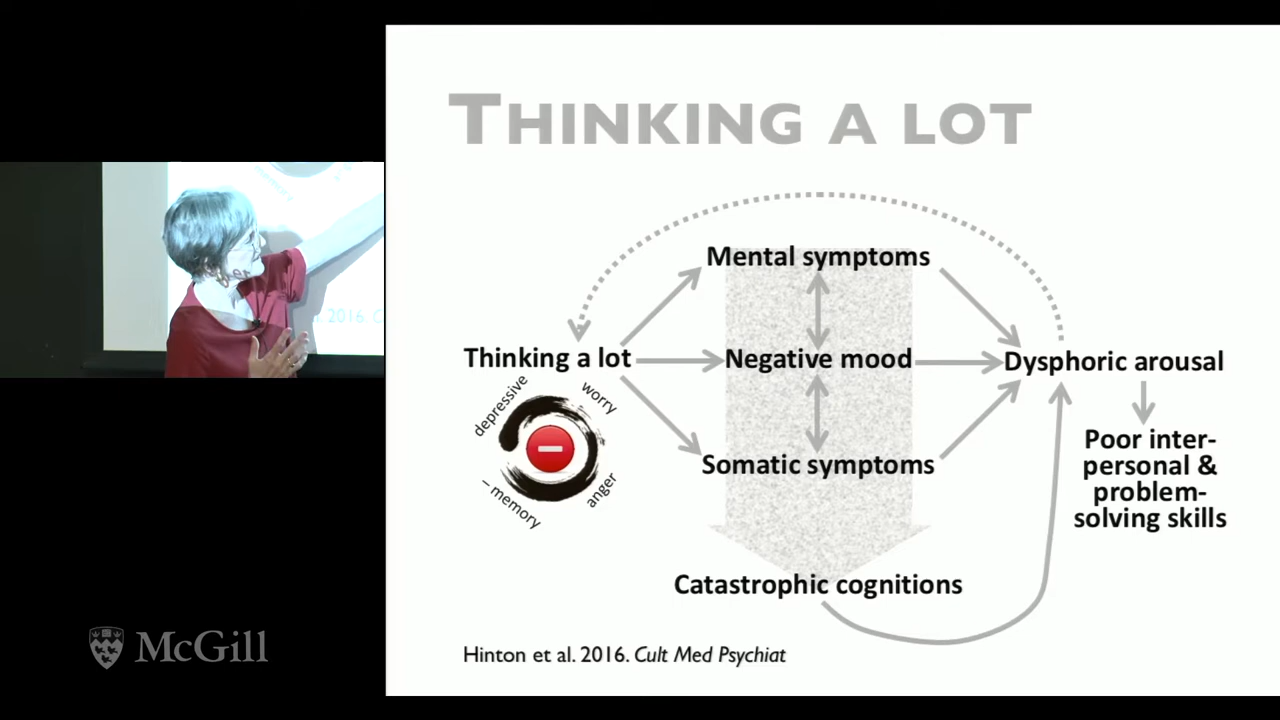 THINKING A LOT
Mental symptoms
Thinking a lot
Negative mood
Dysphoric arousal
depressive
worry
– memory
anger
Somatic symptoms
Poor inter-
personal &
problem-
solving skills
Catastrophic cognitions
Hinton et al. 2016. Cult Med Psychiat
. 2016 C
McGill